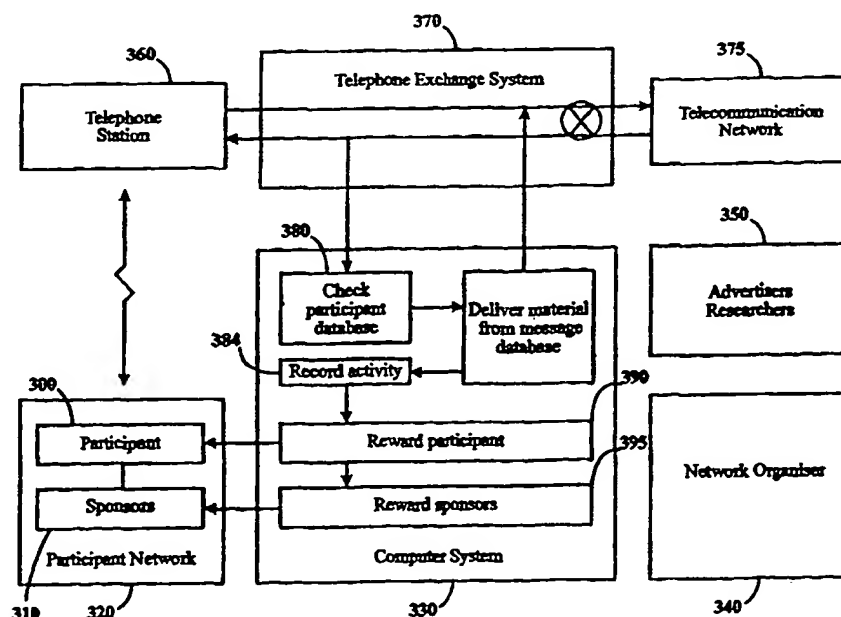 370
360
375
Telephone Exchange System
Telephone
Station
Telecommunication
Network
380
350
Check
participant
database
Deliver material
from message
database
Advertisers
Researchers
384
Record activity
300
390
Participant
Reward participant
395
Network Organiser
Sponsors
Reward sponsors
Participant Network
Computer System
310
320
330
340